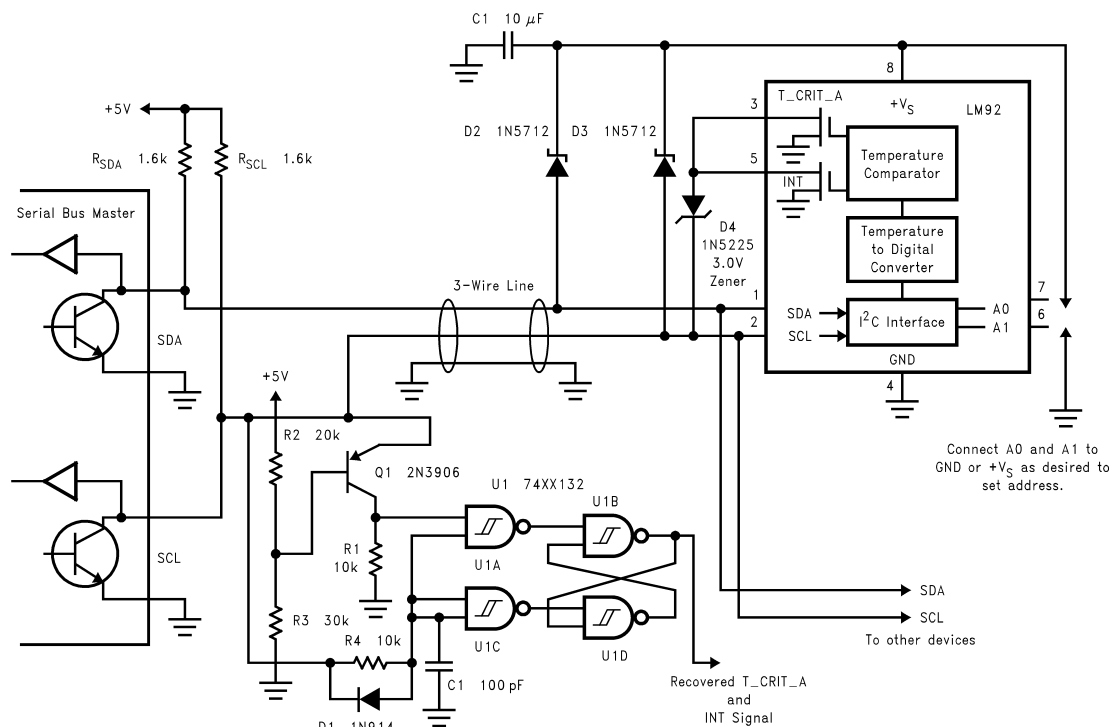 C1 10 μF
8
T_CRIT_A
3
+VS
LM92
+5V
D2 1N5712
D3 1N5712
RSDA 1.6k
RSCL 1.6k
Temperature
Comparator
5
INT
Serial Bus Master
D4
1N5225
3.0V
Zener
Temperature
to Digital
Converter
3-Wire Line
1
7
SDA
I2C Interface
A0
2
6
SCL
A1
SDA
GND
4
+5V
R2 20k
Connect A0 and A1 to
GND or +VS as desired to
set address.
Q1 2N3906
U1 74XX132
U1B
SCL
R1
10k
U1A
SDA
R3 30k
SCL
R4 10k
U1C
U1D
To other devices
C1 100pF
Recovered T_CRIT_A
and
INT Signal
D1 1N914